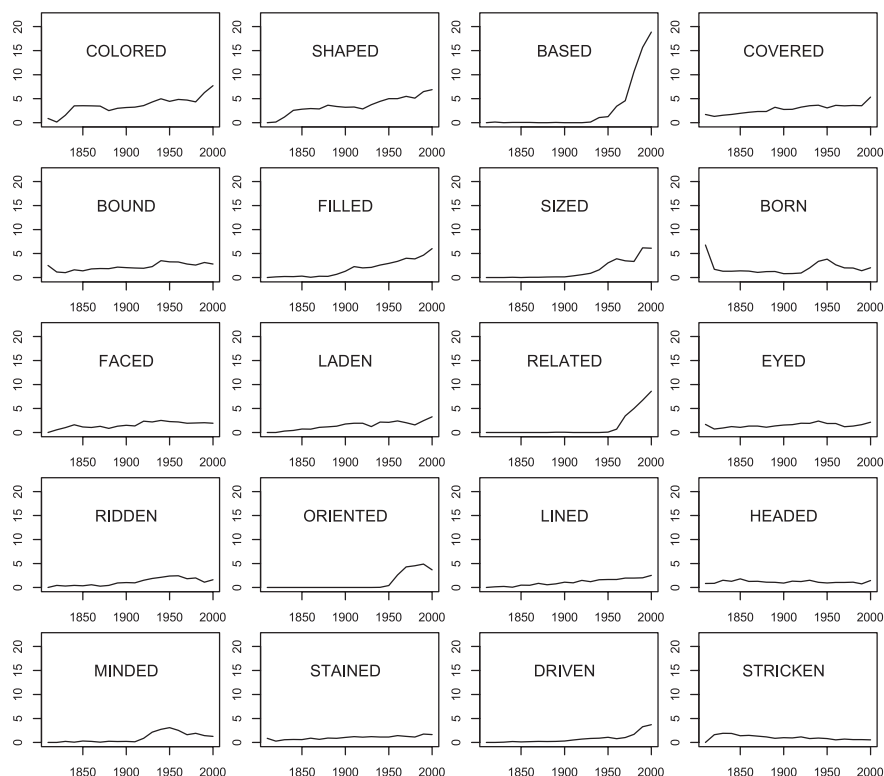 COLORED SHAPED BASED COVERED
0 5 10 15 20 0 5 10 15 20 0 5 10 15 20 0 5 10 15 20
1850 1900 1950 2000 1850 1900 1950 2000 1850 1900 1950 2000 1850 1900 1950 2000
BOUND FILLED SIZED BORN
0 5 10 15 20 0 5 10 15 20 0 5 10 15 20 0 5 10 15 20
1850 1900 1950 2000 1850 1900 1950 2000 1850 1900 1950 2000 1850 1900 1950 2000
FACED LADEN RELATED EYED
0 5 10 15 20 0 5 10 15 20 0 5 10 15 20 0 5 10 15 20
1850 1900 1950 2000 1850 1900 1950 2000 1850 1900 1950 2000 1850 1900 1950 2000
RIDDEN ORIENTED LINED HEADED
0 5 10 15 20 0 5 10 15 20 0 5 10 15 20 0 5 10 15 20
1850 1900 1950 2000 1850 1900 1950 2000 1850 1900 1950 2000 1850 1900 1950 2000
MINDED STAINED DRIVEN STRICKEN
0 5 10 15 20 0 5 10 15 20 0 5 10 15 20 0 5 10 15 20
1850 1900 1950 2000 1850 1900 1950 2000 1850 1900 1950 2000 1850 1900 1950 2000